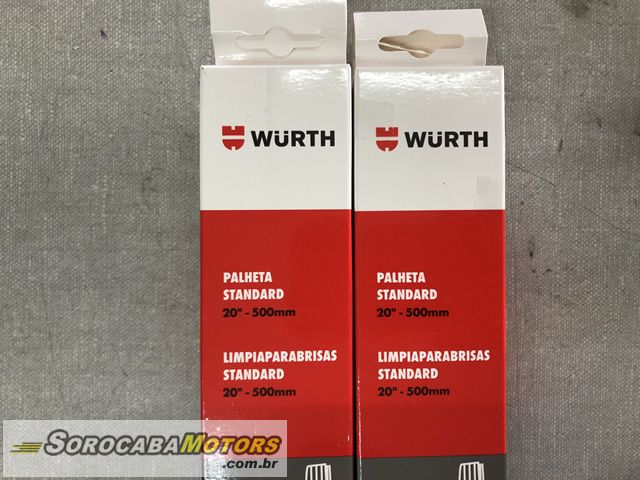 WÜRTH
PALHETA
STANDARD
20" - 500mm
LIMPIAPARABRISAS
STANDARD
20" - 500mm
WÜRTH
PALHETA
STANDARD
20" - 500mm
LIMPIAPARABRISAS
STANDARD
20" - 500mm
SOROCABAMOTORS
.com.br